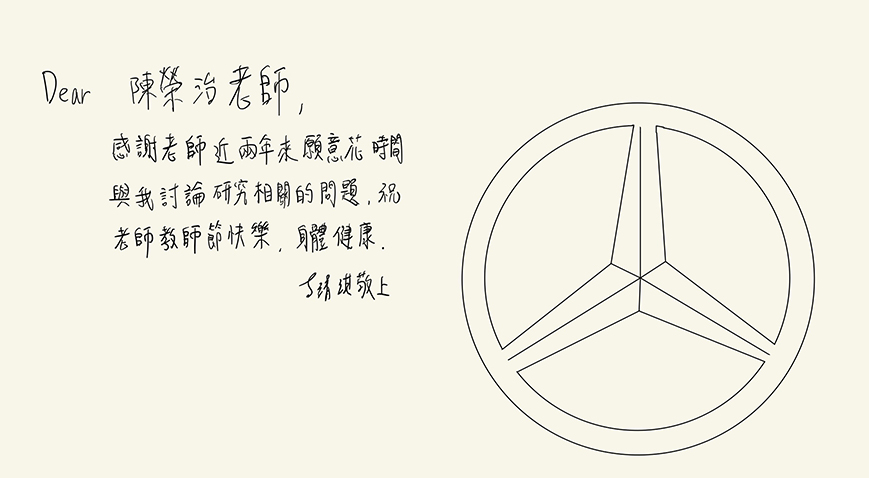 Dear 陳榮治老師,
感謝老師近兩年來願意花時間
與我討論研究相關的問題, 祝
老師教師節快樂, 身體健康.
靖琪敬上